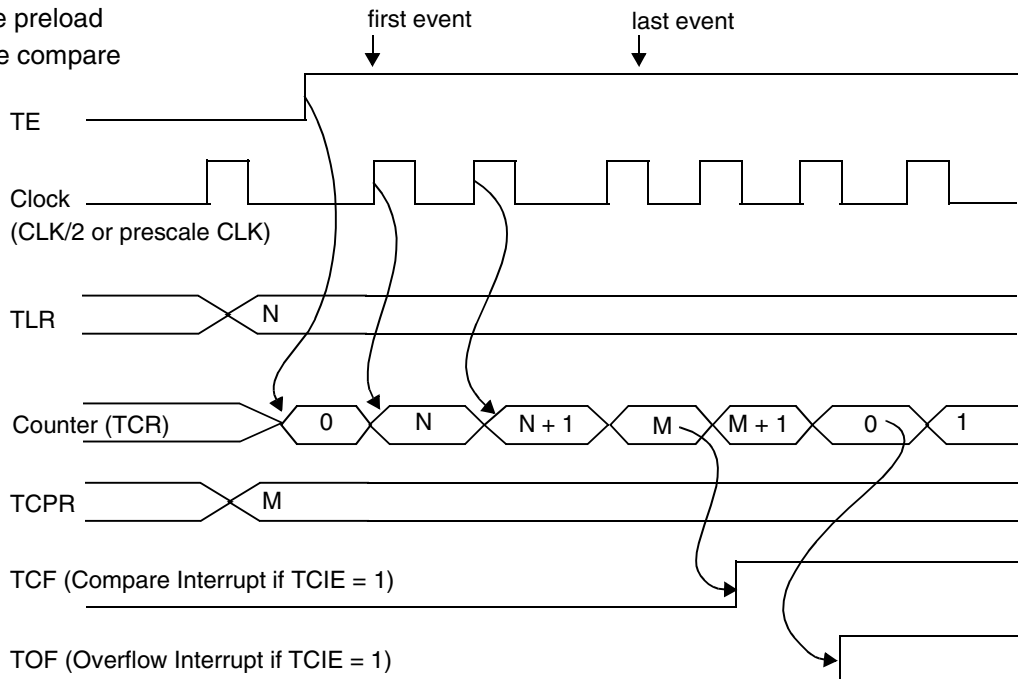 e preload
first event
last event
e compare
TE
Clock
(CLK/2 or prescale CLK)
TLR
N
Counter (TCR)
0
N
N + 1
M
M + 1
0
1
TCPR
M
TCF (Compare Interrupt if TCIE = 1)
TOF (Overflow Interrupt if TCIE = 1)